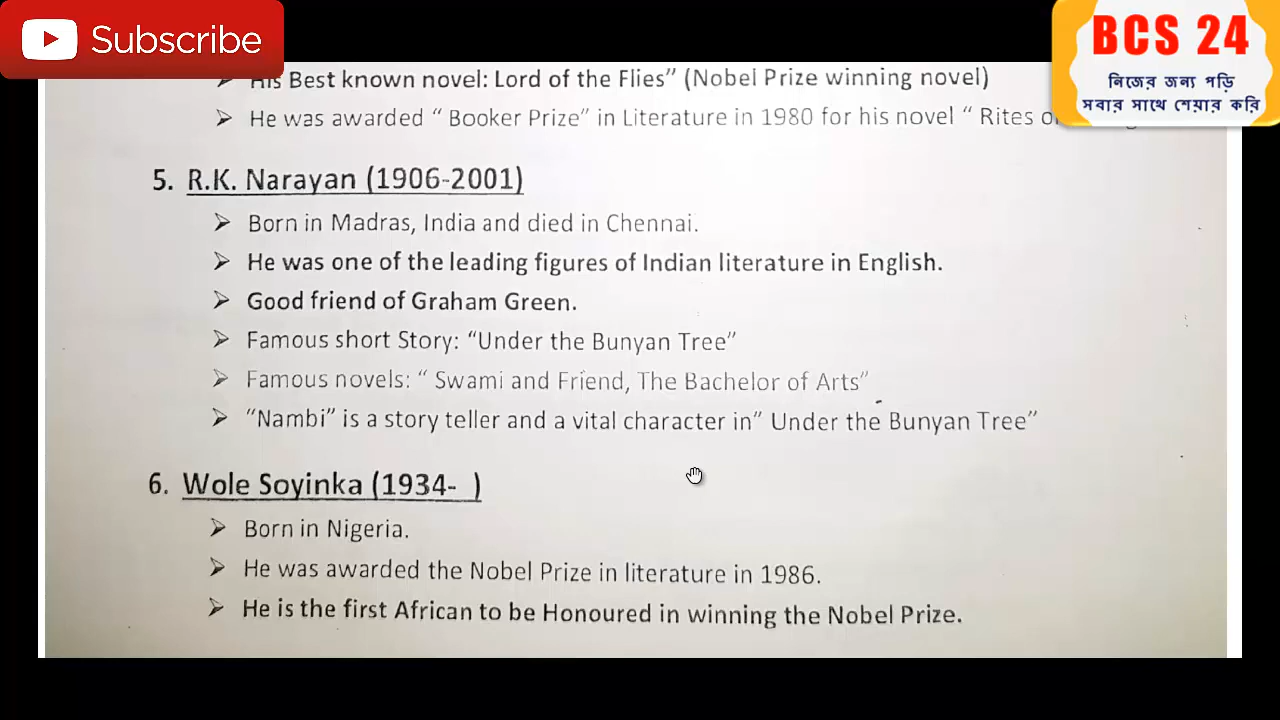 Subscribe
BCS 24
নিজের জন্য পড়ি
সবার সাথে শেয়ার করি
His Best known novel: Lord of the Flies" (Nobel Prize winning novel)
➢ He was awarded " Booker Prize" in Literature in 1980 for his novel " Rites
5. R.K. Narayan (1906-2001)
➢ Born in Madras, India and died in Chennai.
➢ He was one of the leading figures of Indian literature in English.
➢ Good friend of Graham Green.
➢ Famous short Story: "Under the Bunyan Tree"
➢ Famous novels: " Swami and Friend, The Bachelor of Arts"
➢ "Nambi" is a story teller and a vital character in" Under the Bunyan Tree"
6. Wole Soyinka (1934- )
➢ Born in Nigeria.
➢ He was awarded the Nobel Prize in literature in 1986.
➢ He is the first African to be Honoured in winning the Nobel Prize.